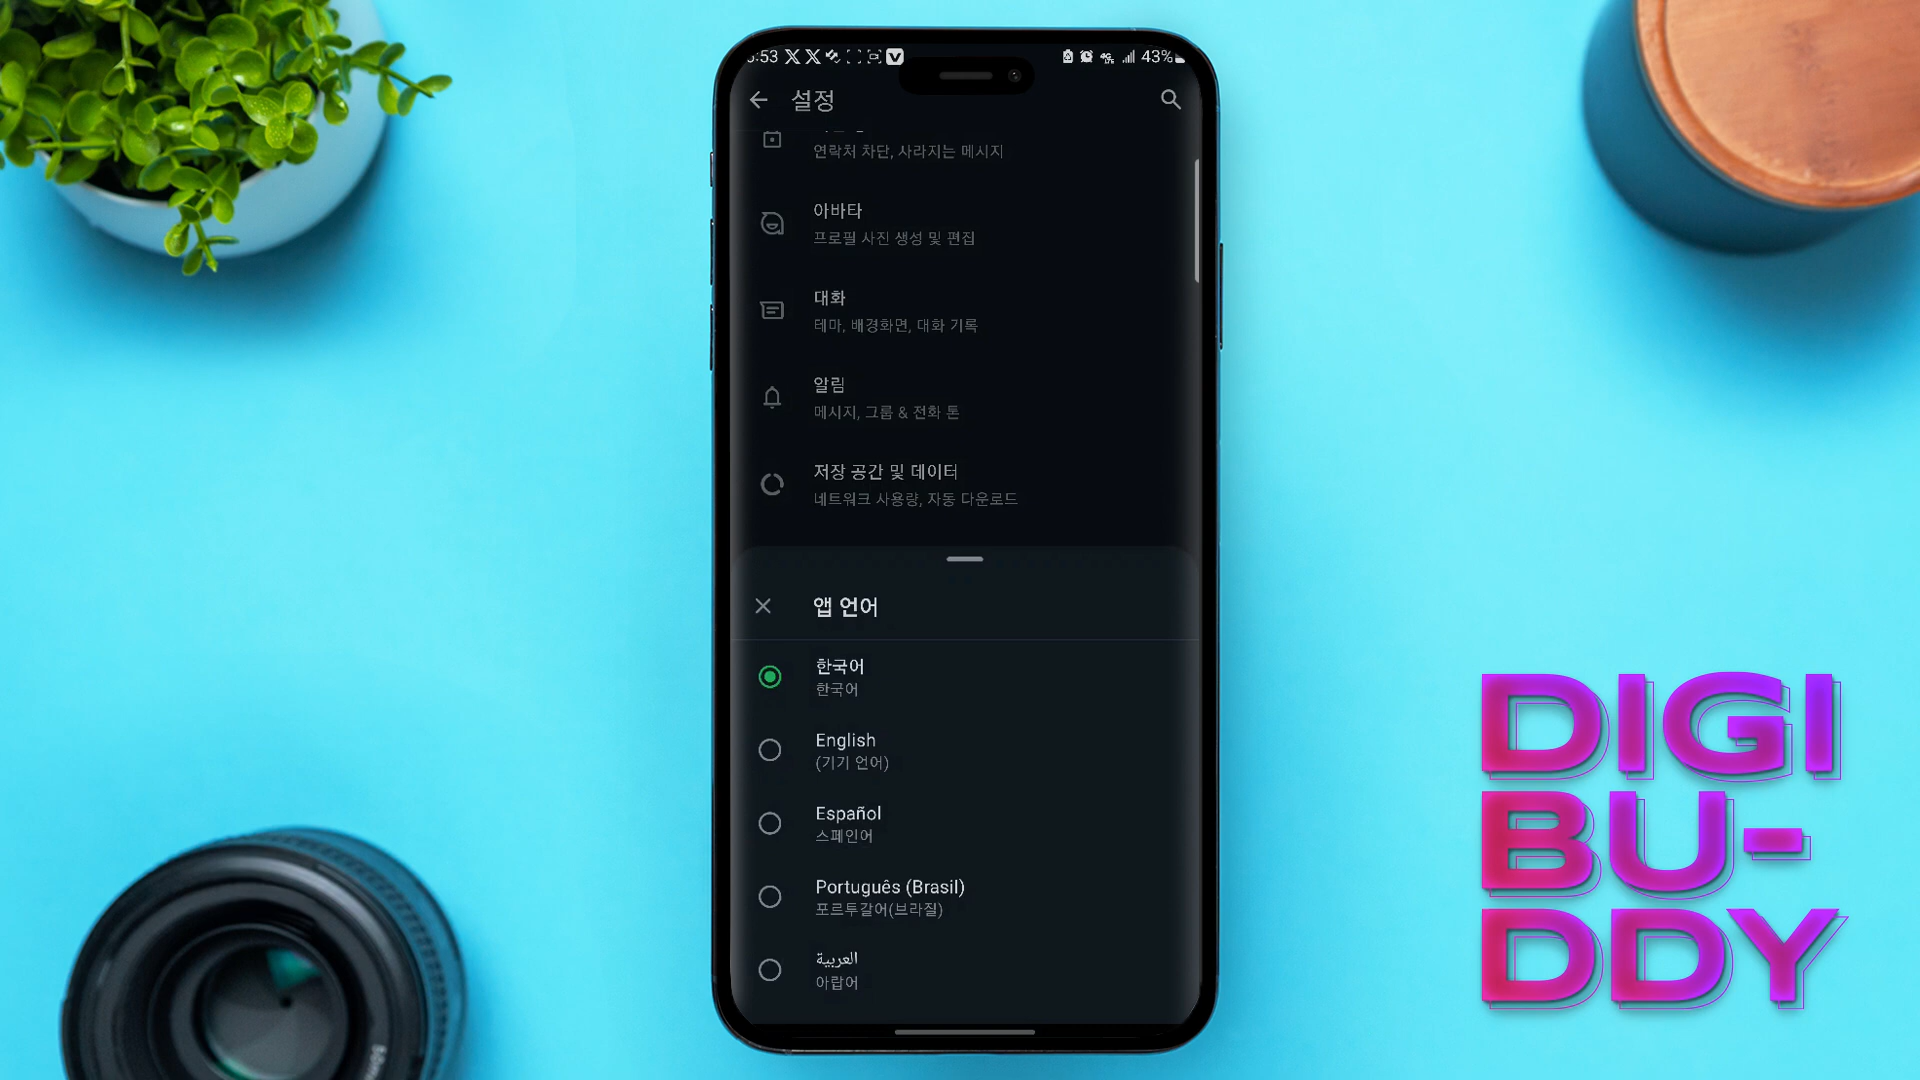 :53
43%
설정
연락처 차단, 사라지는 메시지
아바타
프로필 사진 생성 및 편집
대화
테마, 배경화면, 대화 기록
알림
메시지, 그룹 & 전화 톤
저장 공간 및 데이터
네트워크 사용량, 자동 다운로드
앱 언어
한국어
한국어
English
(기기 언어)
Español
스페인어
Português (Brasil)
포르투갈어(브라질)
العربية
아랍어
DIGI
BU-
DDY